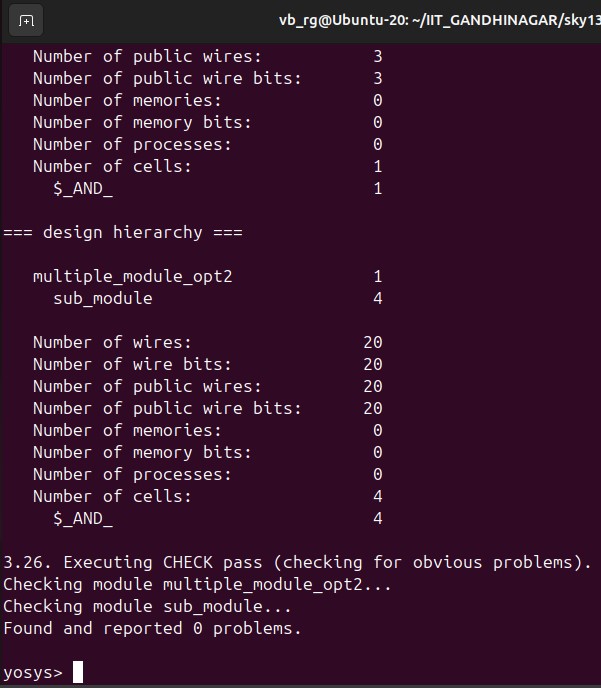 vb_rg@Ubuntu-20: ~/IIT_GANDHINAGAR/sky13
Number of public wires: 3
Number of public wire bits: 3
Number of memories: 0
Number of memory bits: 0
Number of processes: 0
Number of cells: 1
$_AND_ 1
=== design hierarchy ===
multiple_module_opt2 1
sub_module 4
Number of wires: 20
Number of wire bits: 20
Number of public wires: 20
Number of public wire bits: 20
Number of memories: 0
Number of memory bits: 0
Number of processes: 0
Number of cells: 4
$_AND_ 4
3.26. Executing CHECK pass (checking for obvious problems).
Checking module multiple_module_opt2...
Checking module sub_module...
Found and reported 0 problems.
yosys>